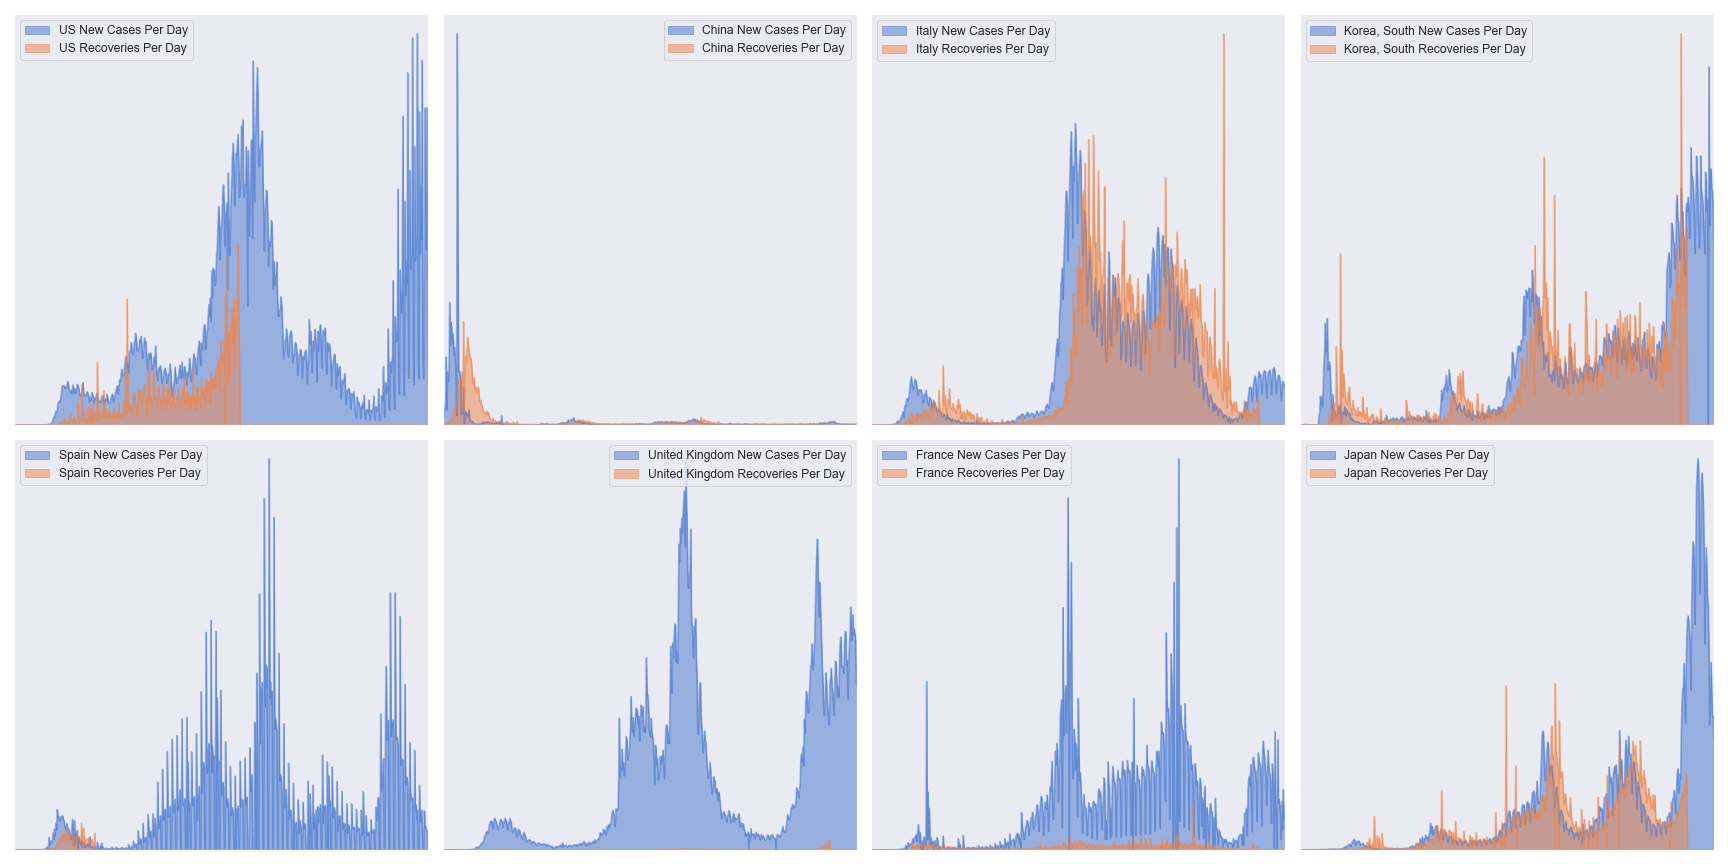 US New Cases Per Day
US Recoveries Per Day
China New Cases Per Day
China Recoveries Per Day
Italy New Cases Per Day
Italy Recoveries Per Day
Korea, South New Cases Per Day
Korea, South Recoveries Per Day
Spain New Cases Per Day
Spain Recoveries Per Day
United Kingdom New Cases Per Day
United Kingdom Recoveries Per Day
France New Cases Per Day
France Recoveries Per Day
Japan New Cases Per Day
Japan Recoveries Per Day